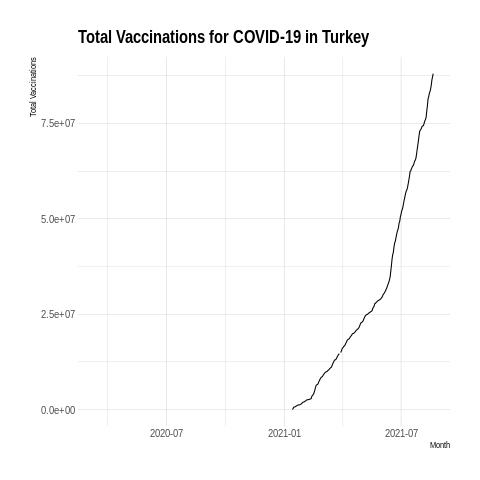 Total Vaccinations for COVID-19 in Turkey
Total Vaccinations
7.5e+07
5.0e+07
2.5e+07
0.0e+00
2020-07
2021-01
2021-07
Month